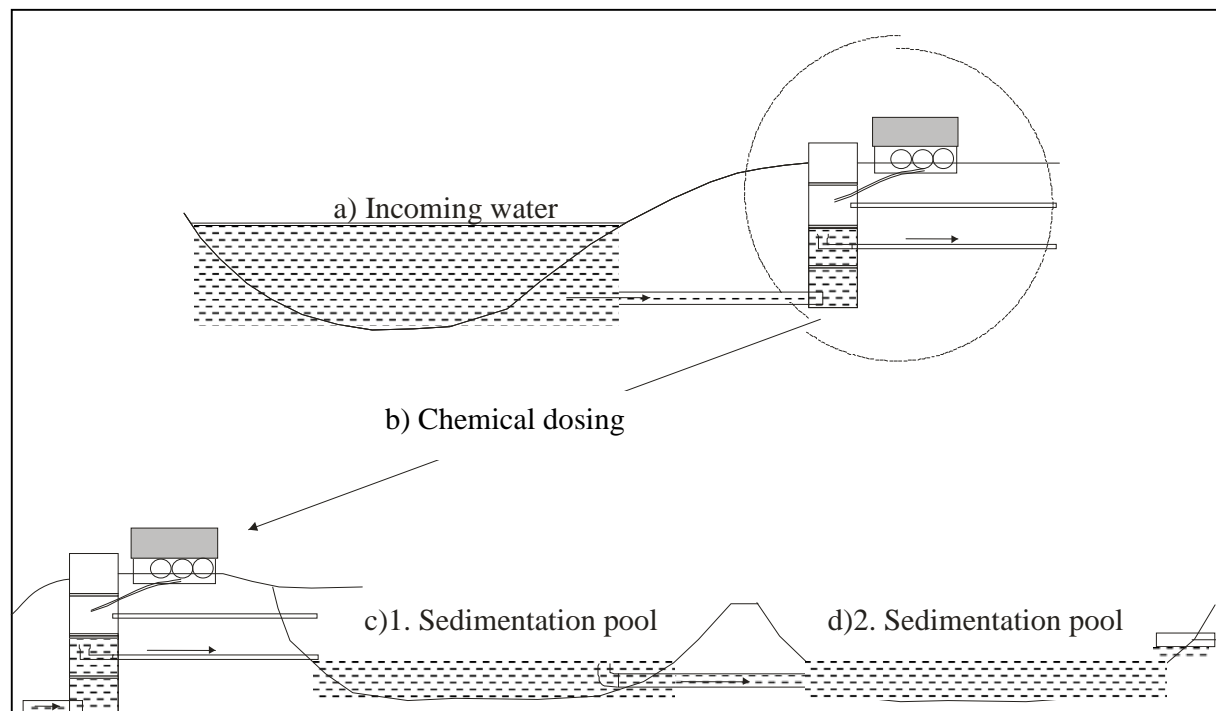 a) Incoming water
b) Chemical dosing
c)1. Sedimentation pool
d)2. Sedimentation pool